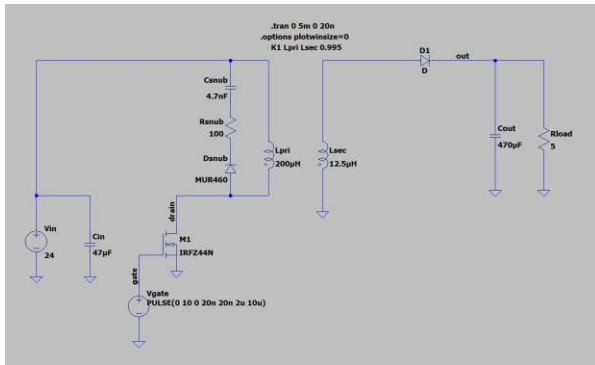 .tran 0 5m 0 20n
.options plotwinsize=0
K1 Lpri Lsec 0.995
D1
D
out
Csnub
4.7nF
Rsnub
100
Dsnub
MUR460
Lpri
200µH
Lsec
12.5µH
Cout
470µF
Rload
5
drain
Vin
24
Cin
47µF
M1
IRFZ44N
gate
Vgate
PULSE(0 10 0 20n 20n 2u 10u)